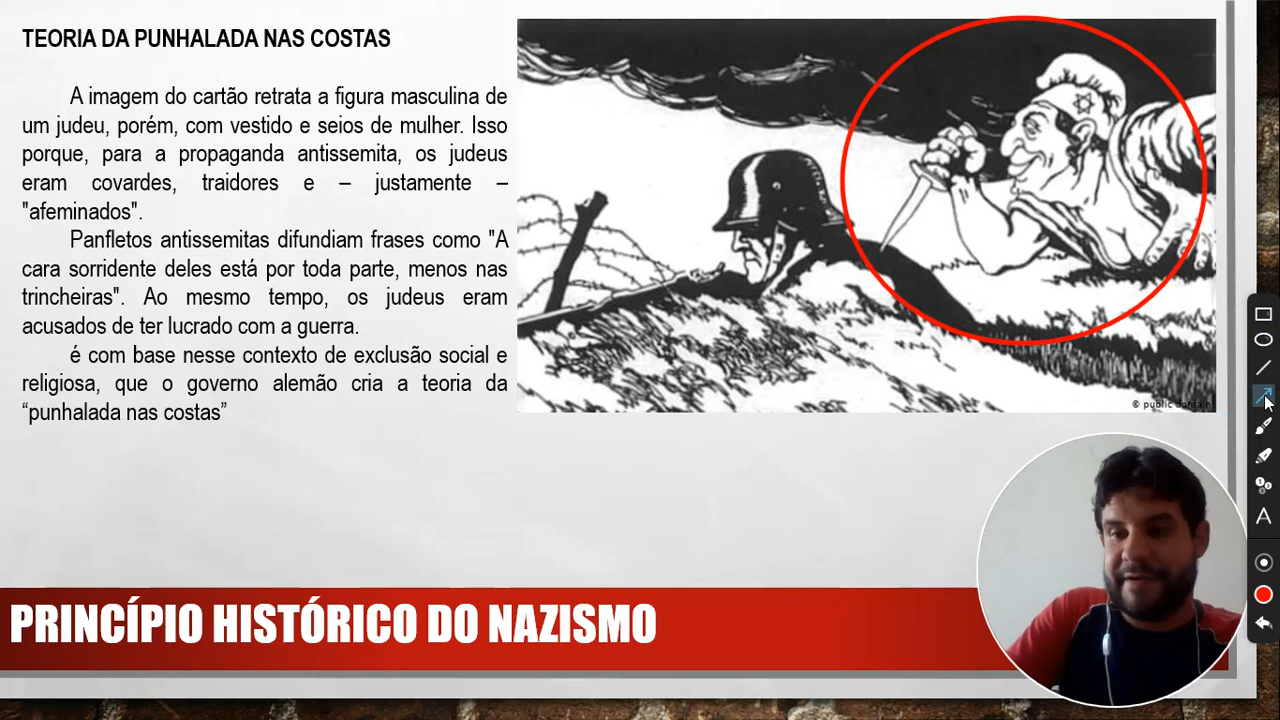 TEORIA DA PUNHALADA NAS COSTAS
A imagem do cartão retrata a figura masculina de
um judeu, porém, com vestido e seios de mulher. Isso
porque, para a propaganda antissemita, os judeus
eram covardes, traidores e – justamente –
"afeminados".
Panfletos antissemitas difundiam frases como "A
cara sorridente deles está por toda parte, menos nas
trincheiras". Ao mesmo tempo, os judeus eram
acusados de ter lucrado com a guerra.
é com base nesse contexto de exclusão social e
religiosa, que o governo alemão cria a teoria da
“punhalada nas costas”
© public domain
PRINCÍPIO HISTÓRICO DO NAZISMO
A